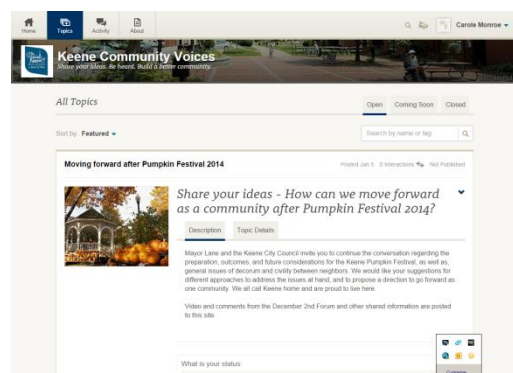 Home Topics Activity About
Carole Monroe
Keene Community Voices
Share your ideas. Be heard. Build a better community.
All Topics
Open Coming Soon Closed
Sort by: Featured
Search by name or tag
Moving forward after Pumpkin Festival 2014
Posted Jan 5 0 Interactions Not Published
Share your ideas - How can we move forward
as a community after Pumpkin Festival 2014?
Description Topic Details
Mayor Lane and the Keene City Council invite you to continue the conversation regarding the
preparation, outcomes, and future considerations for the Keene Pumpkin Festival, as well as,
general issues of decorum and civility between neighbors. We would like your suggestions for
different approaches to address the issues at hand, and to propose a direction to go forward as
one community. We all call Keene home and are proud to live here.
Video and comments from the December 2nd Forum and other shared information are posted
to this site.
What is your status